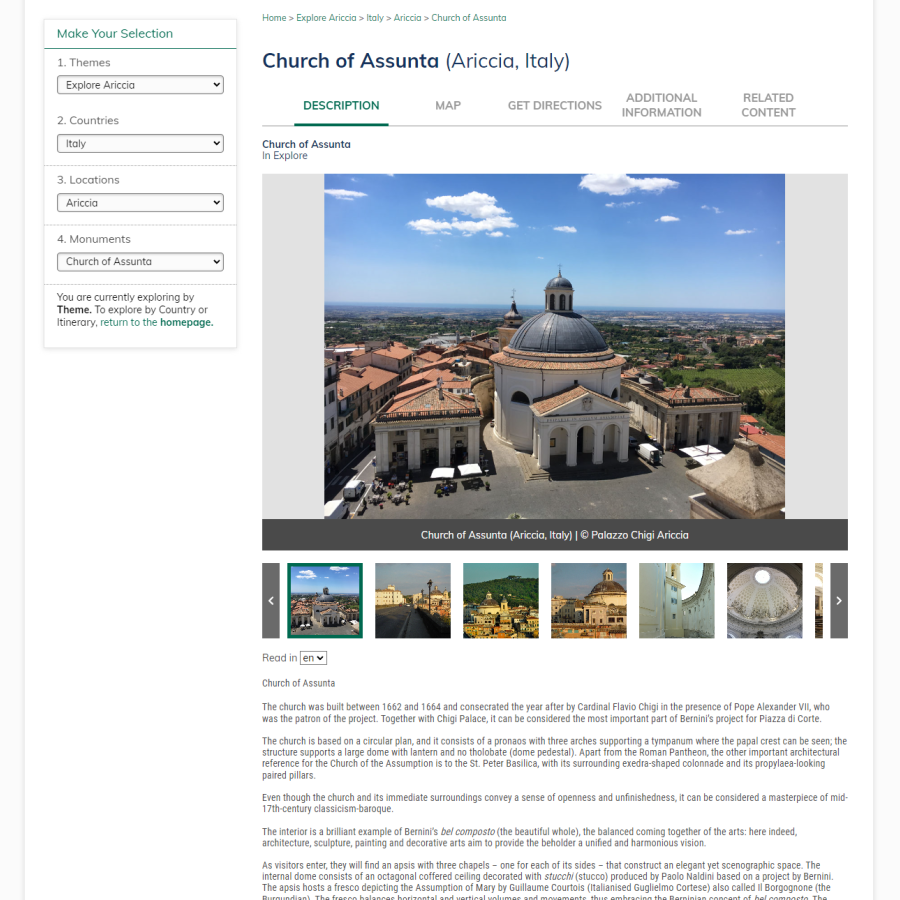 Home > Explore Ariccia > Italy > Ariccia > Church of Assunta
Make Your Selection
1. Themes
Explore Ariccia
2. Countries
Italy
3. Locations
Ariccia
4. Monuments
Church of Assunta
You are currently exploring by
Theme. To explore by Country or
Itinerary, return to the homepage.
Church of Assunta (Ariccia, Italy)
DESCRIPTION
MAP
GET DIRECTIONS
ADDITIONAL
INFORMATION
RELATED
CONTENT
Church of Assunta
In Explore
Church of Assunta (Ariccia, Italy) | © Palazzo Chigi Ariccia
Read in en
Church of Assunta
The church was built between 1662 and 1664 and consecrated the year after by Cardinal Flavio Chigi in the presence of Pope Alexander VII, who
was the patron of the project. Together with Chigi Palace, it can be considered the most important part of Bernini's project for Piazza di Corte.
The church is based on a circular plan, and it consists of a pronaos with three arches supporting a tympanum where the papal crest can be seen; the
structure supports a large dome with lantern and no tholobate (dome pedestal). Apart from the Roman Pantheon, the other important architectural
reference for the Church of the Assumption is to the St. Peter Basilica, with its surrounding exedra-shaped colonnade and its propylaea-looking
paired pillars.
Even though the church and its immediate surroundings convey a sense of openness and unfinishedness, it can be considered a masterpiece of mid-
17th-century classicism-baroque.
The interior is a brilliant example of Bernini's bel composto (the beautiful whole), the balanced coming together of the arts: here indeed,
architecture, sculpture, painting and decorative arts aim to provide the beholder a unified and harmonious vision.
As visitors enter, they will find an apsis with three chapels – one for each of its sides – that construct an elegant yet scenographic space. The
internal dome consists of an octagonal coffered ceiling decorated with stucchi (stucco) produced by Paolo Naldini based on a project by Bernini.
The apsis hosts a fresco depicting the Assumption of Mary by Guillaume Courtois (Italianised Guglielmo Cortese) also called Il Borgognone (the
Burgundian). The fresco balances horizontal and vertical volumes and movements, thus embracing the Berninian concept of bel composto. The